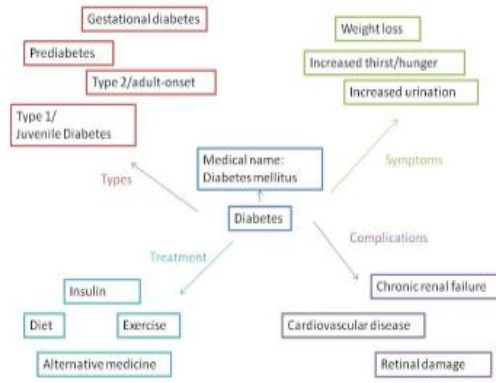 Gestational diabetes
Prediabetes
Type 2/adult-onset
Type 1/
Juvenile Diabetes
Types
Weight loss
Increased thirst/hunger
Increased urination
Symptoms
Medical name:
Diabetes mellitus
Diabetes
Treatment
Insulin
Diet
Exercise
Alternative medicine
Complications
Chronic renal failure
Cardiovascular disease
Retinal damage